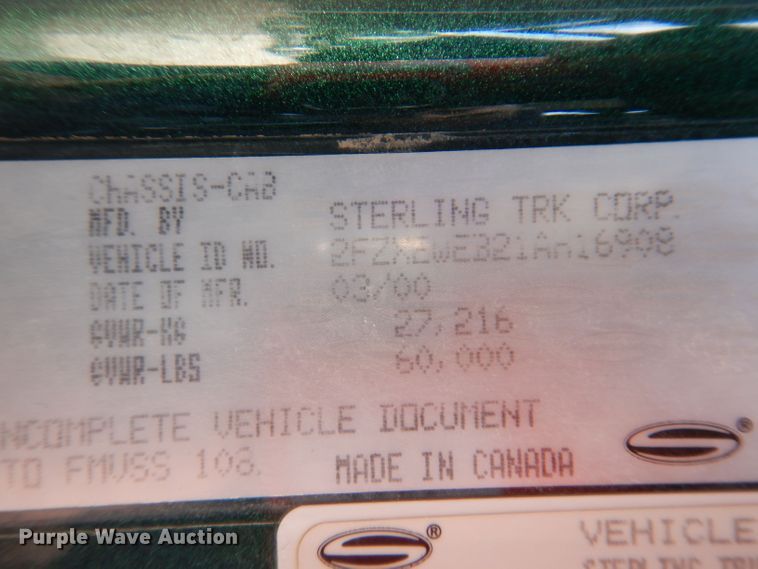 CHASSIS-CAB
MFD. BY STERLING TRK CORP.
VEHICLE ID NO.
DATE OF MFR. 03/00
GVWR-KG 27,216
GVWR-LBS 60,000
NCOMPLETE VEHICLE DOCUMENT
TO FMVSS 108. MADE IN CANADA
®
®
VEHICLE
Purple Wave Auction